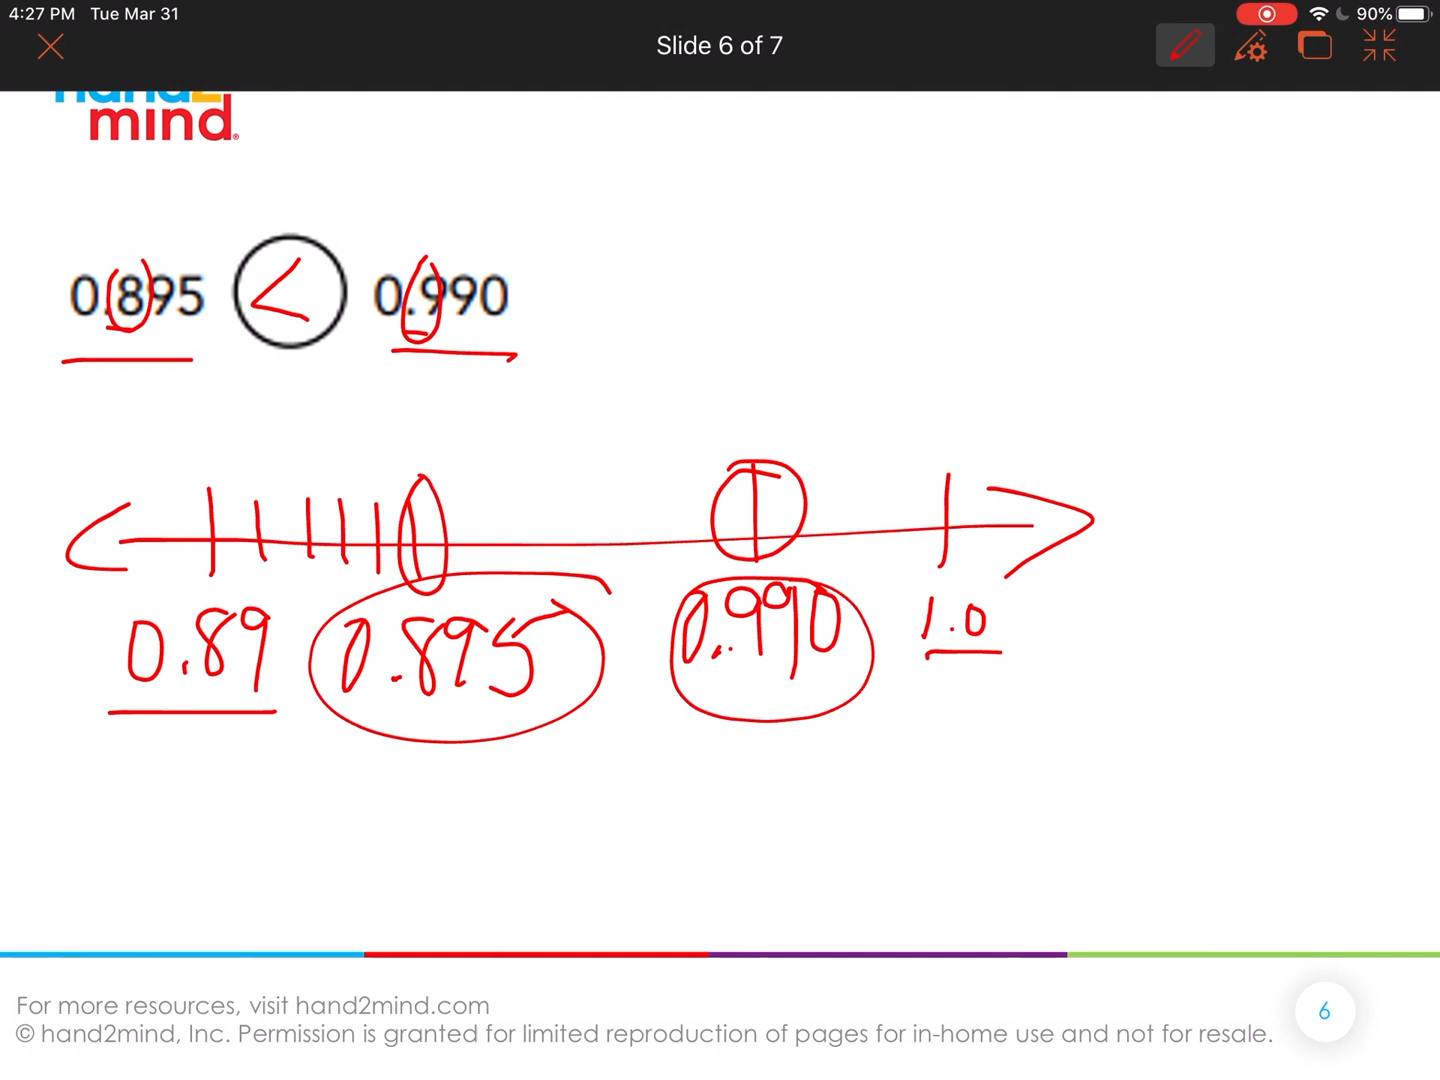 4:27 PM Tue Mar 31
90%
Slide 6 of 7
hand2
mind®
0.895 < 0.990
0.89 0.895 0.990 1.0
For more resources, visit hand2mind.com
6
© hand2mind, Inc. Permission is granted for limited reproduction of pages for in-home use and not for resale.